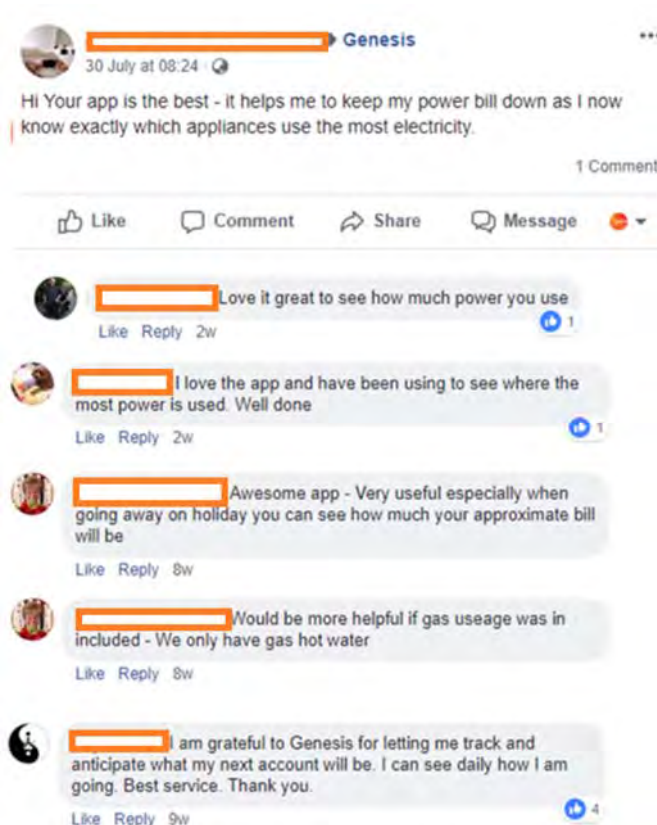 Genesis
30 July at 08:24
Hi Your app is the best - it helps me to keep my power bill down as I now
know exactly which appliances use the most electricity.
1 Comment
Like Comment Share Message
Love it great to see how much power you use
1
Like Reply 2w
I love the app and have been using to see where the
most power is used. Well done
1
Like Reply 2w
Awesome app - Very useful especially when
going away on holiday you can see how much your approximate bill
will be
Like Reply 8w
Would be more helpful if gas useage was in
included - We only have gas hot water
Like Reply 8w
I am grateful to Genesis for letting me track and
anticipate what my next account will be. I can see daily how I am
going. Best service. Thank you.
4
Like Reply 9w